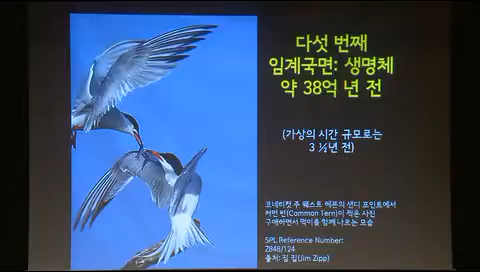 다섯 번째
임계국면: 생명체
약 38억 년 전
(가상의 시간 규모로는
3 ½년 전)
코네티컷 주 웨스트 헤븐의 샌디 포인트에서
커먼 턴(Common Tern)이 찍은 사진
구애하면서 먹이를 함께 나르는 모습
SPL Reference Number:
Z848/124
출처: 짐 집(Jim Zipp)